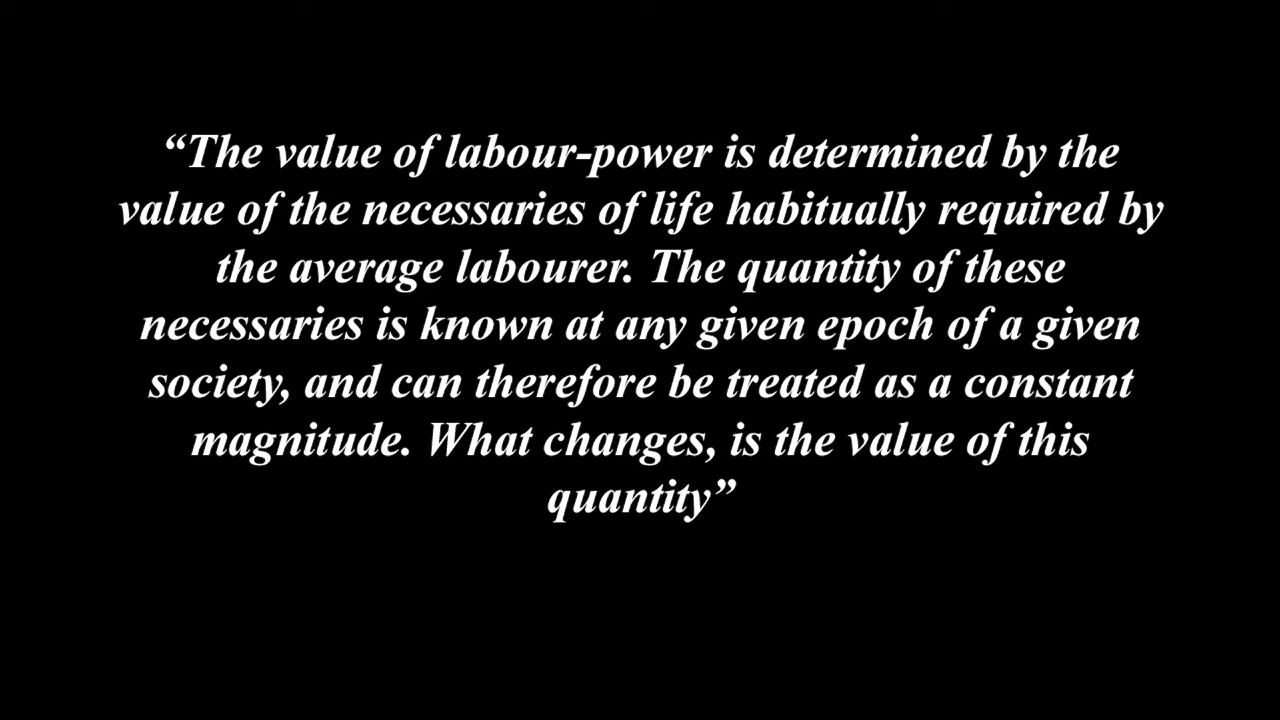 “The value of labour-power is determined by the
value of the necessaries of life habitually required by
the average labourer. The quantity of these
necessaries is known at any given epoch of a given
society, and can therefore be treated as a constant
magnitude. What changes, is the value of this
quantity”